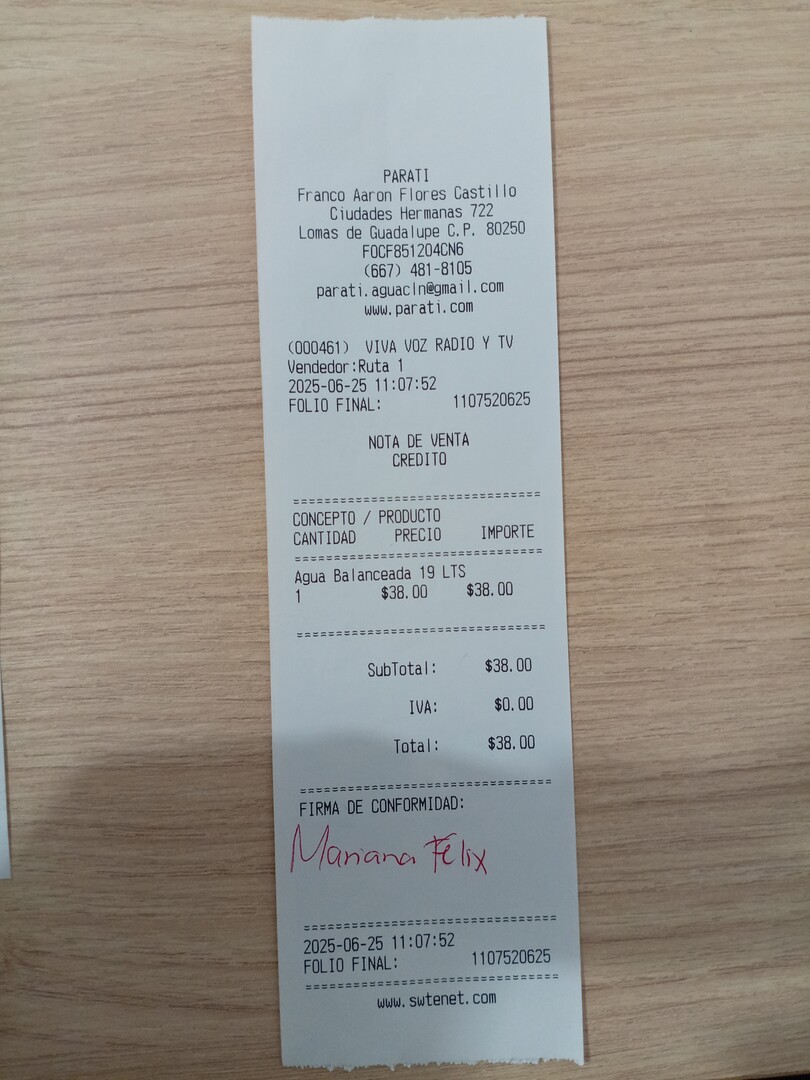 PARATI
Franco Aaron Flores Castillo
Ciudades Hermanas 722
Lomas de Guadalupe C.P. 80250
FOCF851204CN6
(667) 481-8105
parati.aguacln@gmail.com
www.parati.com
(000461) VIVA VOZ RADIO Y TV
Vendedor:Ruta 1
2025-06-25 11:07:52
FOLIO FINAL: 1107520625
NOTA DE VENTA
CREDITO
==============================
CONCEPTO / PRODUCTO
CANTIDAD PRECIO IMPORTE
==============================
Agua Balanceada 19 LTS
1 $38.00 $38.00
==============================
SubTotal: $38.00
IVA: $0.00
Total: $38.00
==============================
FIRMA DE CONFORMIDAD:
Mariana Félix
==============================
2025-06-25 11:07:52
FOLIO FINAL: 1107520625
==============================
www.swtenet.com